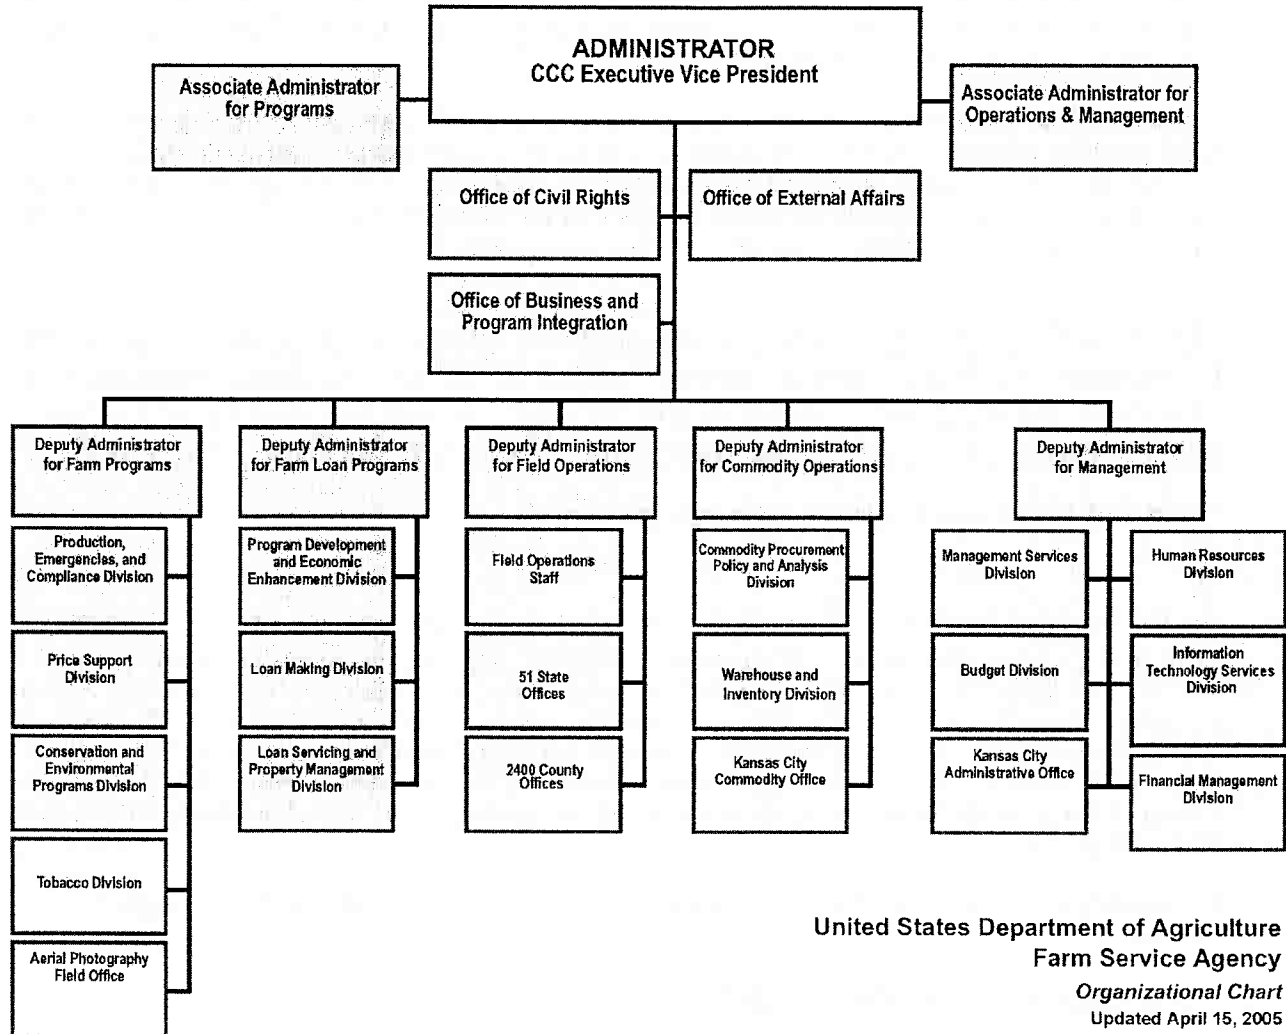 ADMINISTRATOR
CCC Executive Vice President
Associate Administrator
for Programs
Associate Administrator for
Operations & Management
Office of Civil Rights
Office of External Affairs
Office of Business and
Program Integration
Deputy Administrator
for Farm Programs
Deputy Administrator
for Farm Loan Programs
Deputy Administrator
for Field Operations
Deputy Administrator
for Commodity Operations
Deputy Administrator
for Management
Production,
Emergencies, and
Compliance Division
Program Development
and Economic
Enhancement Division
Field Operations
Staff
Commodity Procurement
Policy and Analysis
Division
Management Services
Division
Human Resources
Division
Price Support
Division
Loan Making Division
51 State
Offices
Warehouse and
Inventory Division
Budget Division
Information
Technology Services
Division
Conservation and
Environmental
Programs Division
Loan Servicing and
Property Management
Division
2400 County
Offices
Kansas City
Commodity Office
Kansas City
Administrative Office
Financial Management
Division
Tobacco Division
Aerial Photography
Field Office
United States Department of Agriculture
Farm Service Agency
Organizational Chart
Updated April 15, 2005